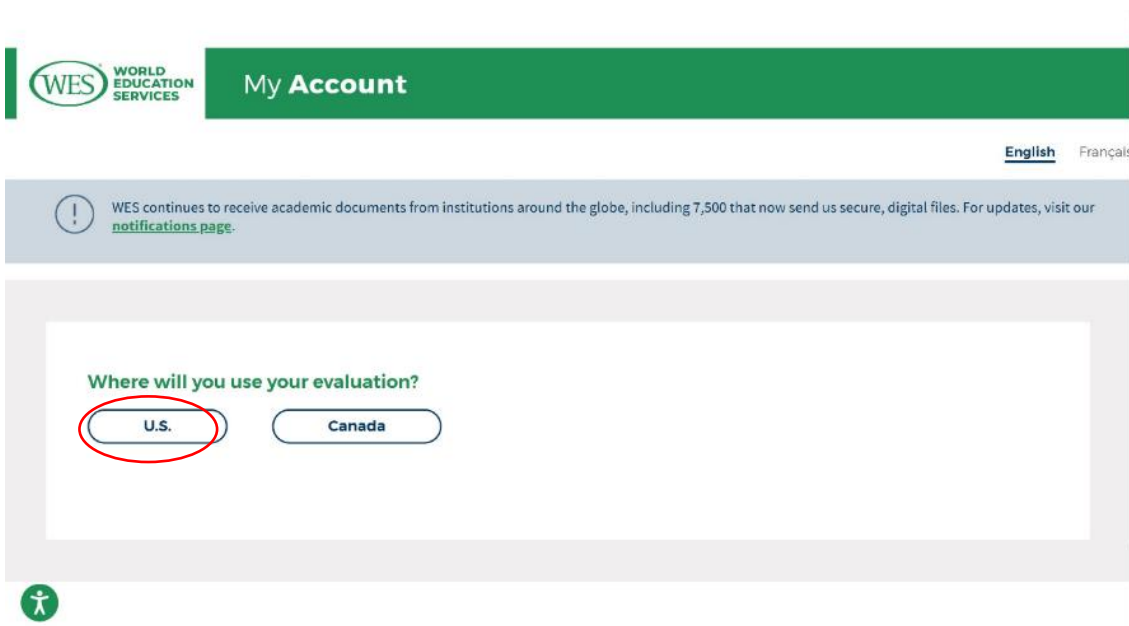 WES WORLD
EDUCATION
SERVICES
My Account
English Français
WES continues to receive academic documents from institutions around the globe, including 7,500 that now send us secure, digital files. For updates, visit our
notifications page.
Where will you use your evaluation?
U.S. Canada